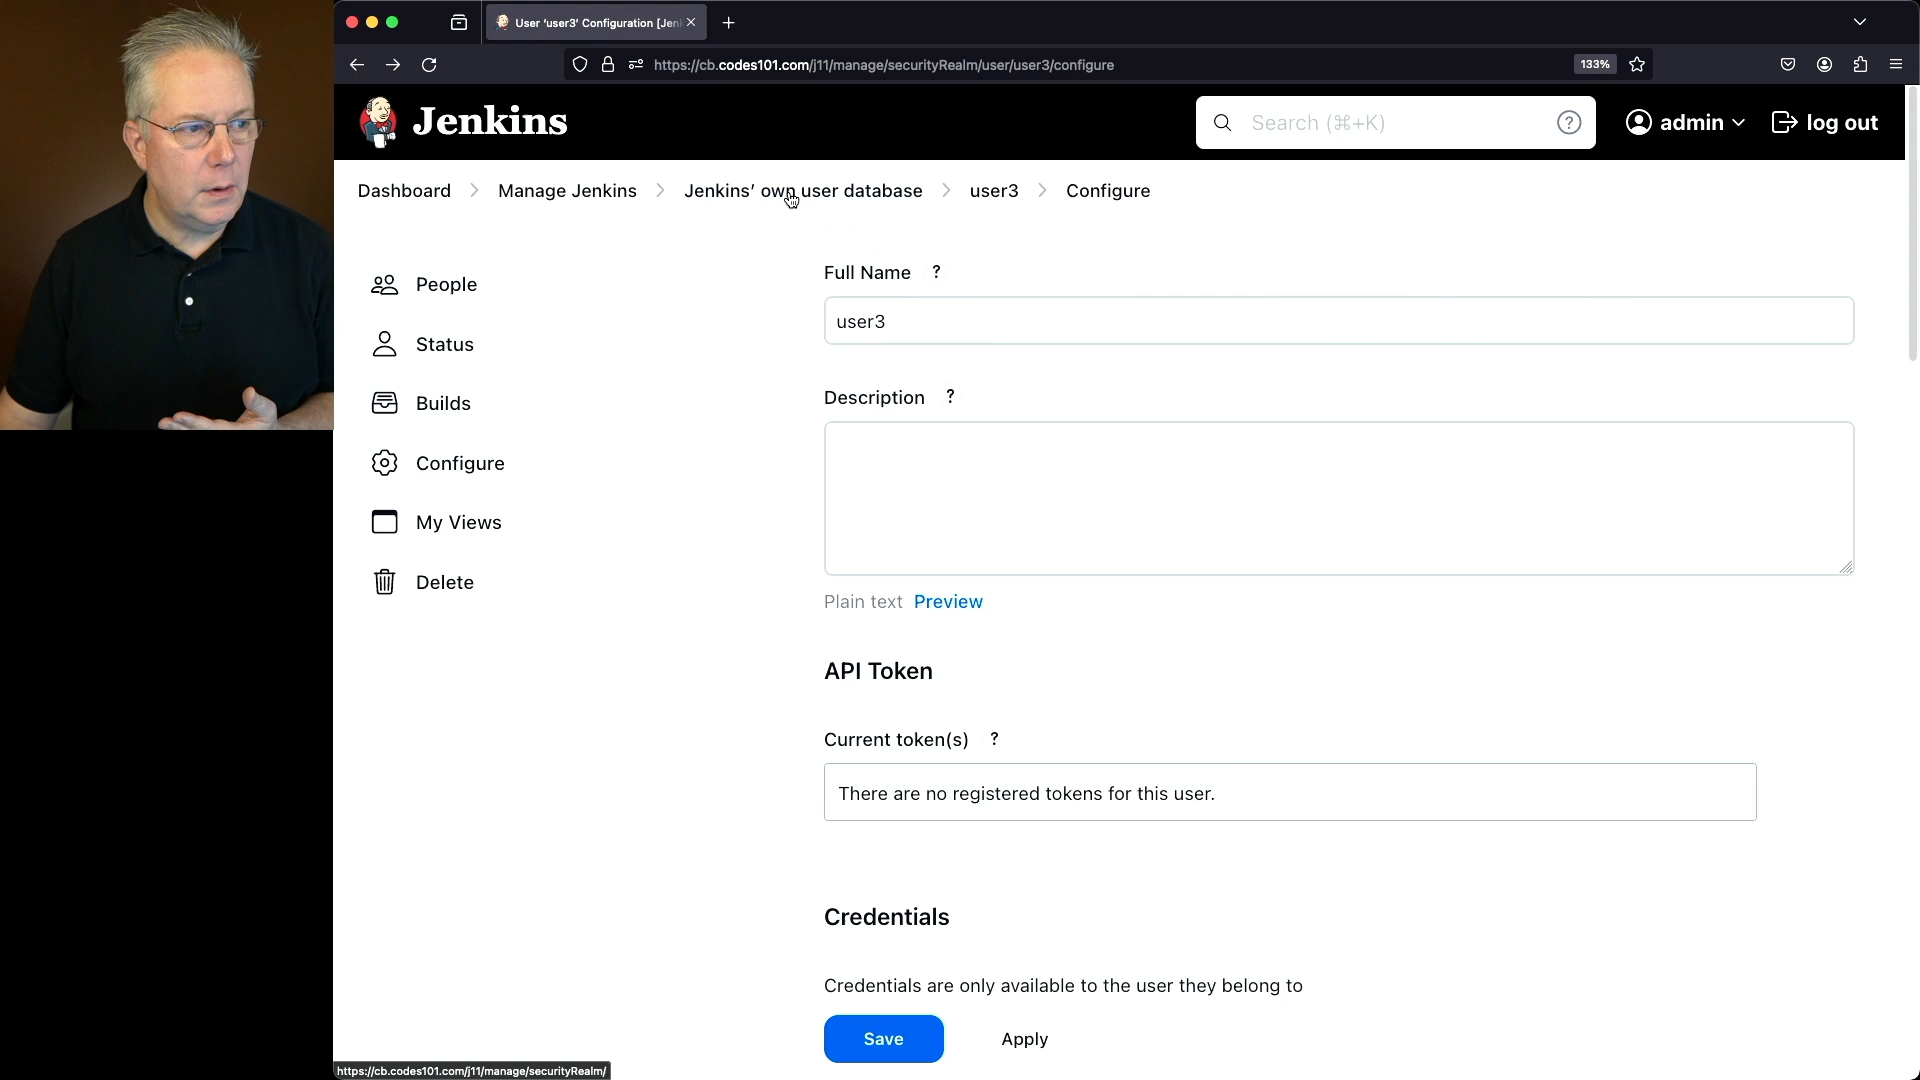 User 'user3' Configuration [Jen
https://cb.codes101.com/j11/manage/securityRealm/user/user3/configure
133%
Jenkins
Search (⌘+K)
?
admin
log out
Dashboard
Manage Jenkins
Jenkins' own user database
user3
Configure
People
Status
Builds
Configure
My Views
Delete
Full Name ?
user3
Description ?
Plain text Preview
API Token
Current token(s) ?
There are no registered tokens for this user.
Credentials
Credentials are only available to the user they belong to
Save
Apply
https://cb.codes101.com/j11/manage/securityRealm/